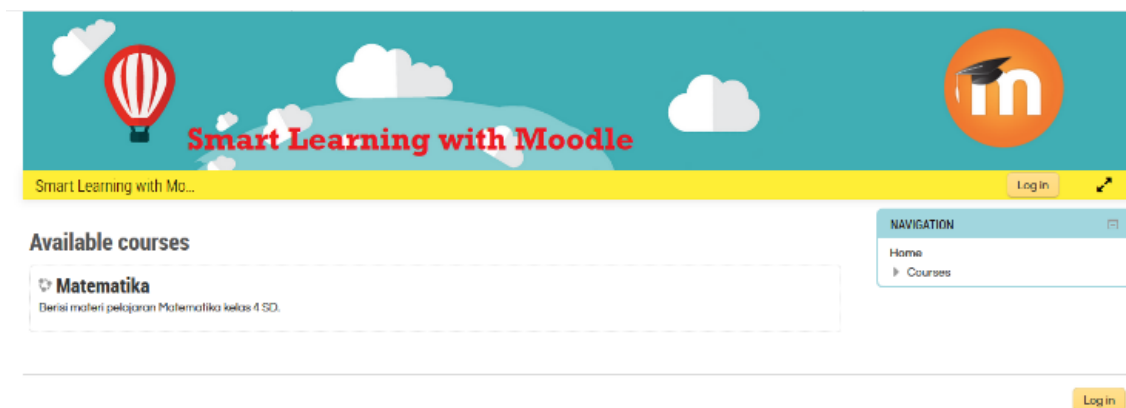 Smart Learning with Moodle
m
Smart Learning with Mo...
Log in
Available courses
Matematika
Berisi materi pelajaran Matematika kelas 4 SD.
NAVIGATION
Home
Courses
Log in